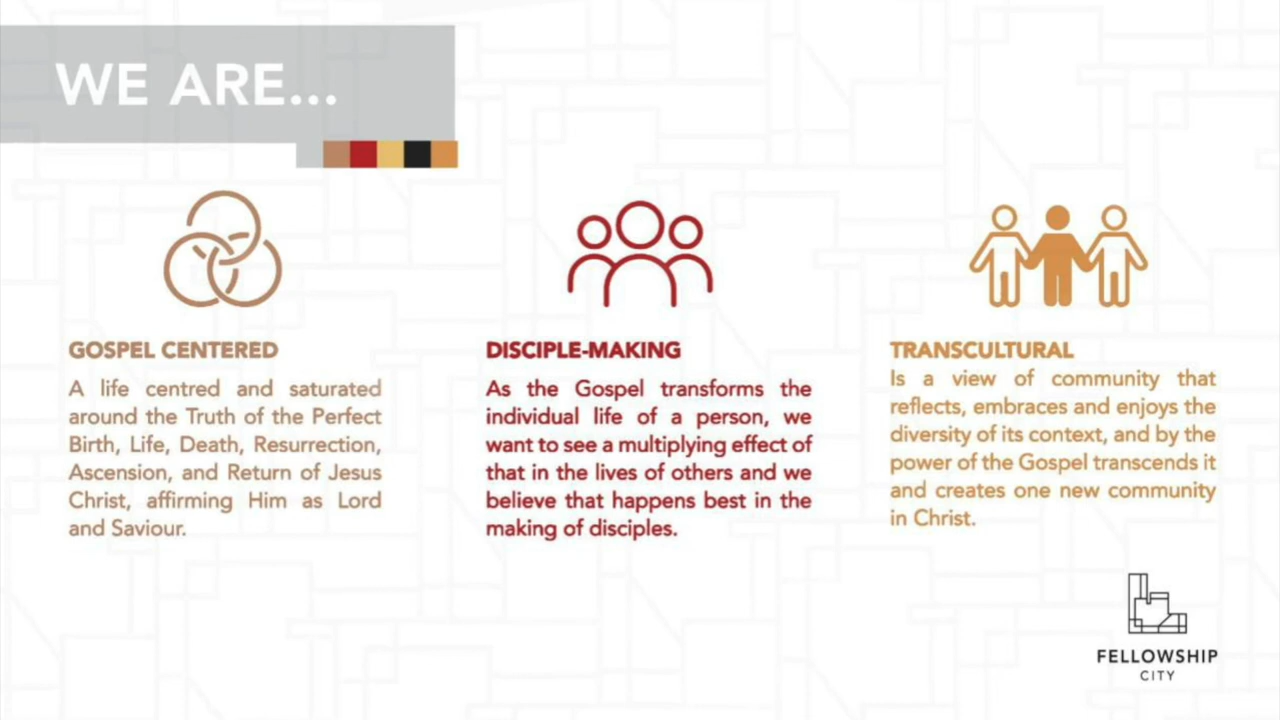 WE ARE...
GOSPEL CENTERED
A life centred and saturated
around the Truth of the Perfect
Birth, Life, Death, Resurrection,
Ascension, and Return of Jesus
Christ, affirming Him as Lord
and Saviour.
DISCIPLE-MAKING
As the Gospel transforms the
individual life of a person, we
want to see a multiplying effect of
that in the lives of others and we
believe that happens best in the
making of disciples.
TRANSCULTURAL
Is a view of community that
reflects, embraces and enjoys the
diversity of its context, and by the
power of the Gospel transcends it
and creates one new community
in Christ.
FELLOWSHIP
CITY